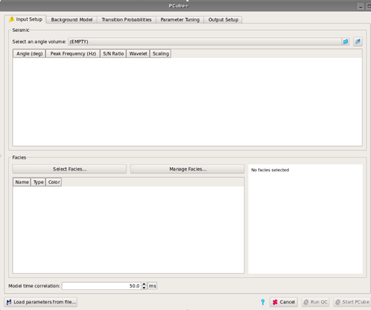 PCube+
Input Setup Background Model Transition Probabilities Parameter Tuning Output Setup
Seismic
Select an angle volume: (EMPTY)
Angle (deg) Peak Frequency (Hz) S/N Ratio Wavelet Scaling
Facies
Select Facies... Manage Facies...
No facies selected
Name Type Color
Model time correlation: 50.0 ms
Load parameters from file... ? Cancel Run QC Start PCube